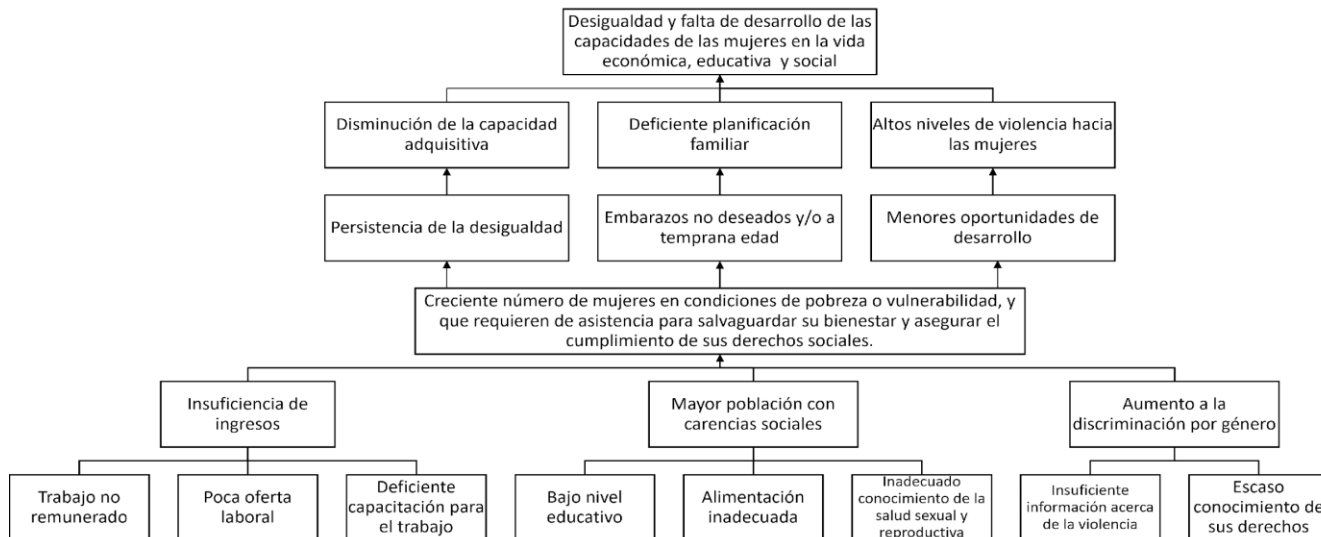 Desigualdad y falta de desarrollo de las
capacidades de las mujeres en la vida
económica, educativa y social
Disminución de la capacidad
adquisitiva
Deficiente planificación
familiar
Altos niveles de violencia hacia
las mujeres
Persistencia de la desigualdad
Embarazos no deseados y/o a
temprana edad
Menores oportunidades de
desarrollo
Creciente número de mujeres en condiciones de pobreza o vulnerabilidad, y
que requieren de asistencia para salvaguardar su bienestar y asegurar el
cumplimiento de sus derechos sociales.
Insuficiencia de
ingresos
Mayor población con
carencias sociales
Aumento a la
discriminación por género
Trabajo no
remunerado
Poca oferta
laboral
Deficiente
capacitación para
el trabajo
Bajo nivel
educativo
Alimentación
inadecuada
Inadecuado
conocimiento de la
salud sexual y
reproductiva
Insuficiente
información acerca
de la violencia
Escaso
conocimiento de
sus derechos